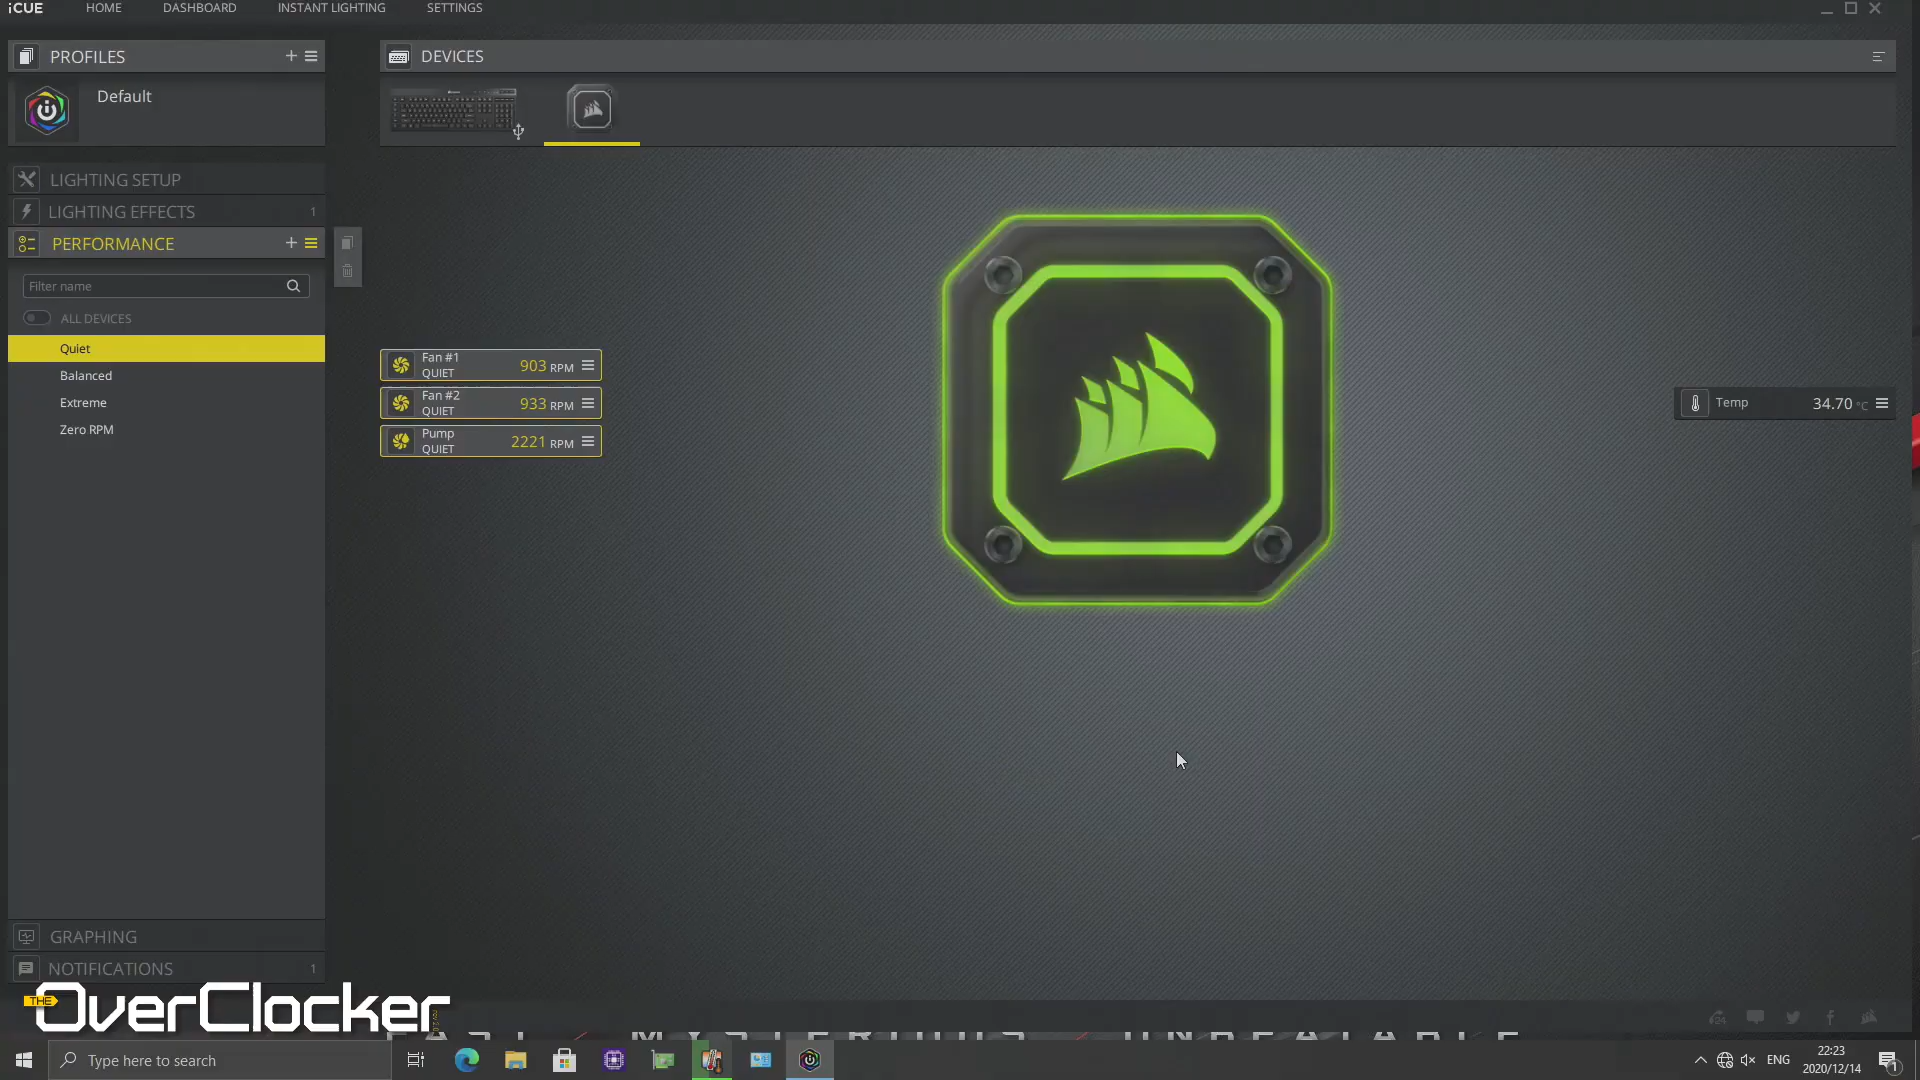 iCUE HOME DASHBOARD INSTANT LIGHTING SETTINGS
PROFILES
Default
LIGHTING SETUP
LIGHTING EFFECTS 1
PERFORMANCE
Filter name
ALL DEVICES
Quiet
Balanced
Extreme
Zero RPM
GRAPHING
NOTIFICATIONS 1
DEVICES
Fan #1
QUIET 903 RPM
Fan #2
QUIET 933 RPM
Pump
QUIET 2221 RPM
Temp 34.70 °C
THE OverClocker
Type here to search
ENG
22:23
2020/12/14
1